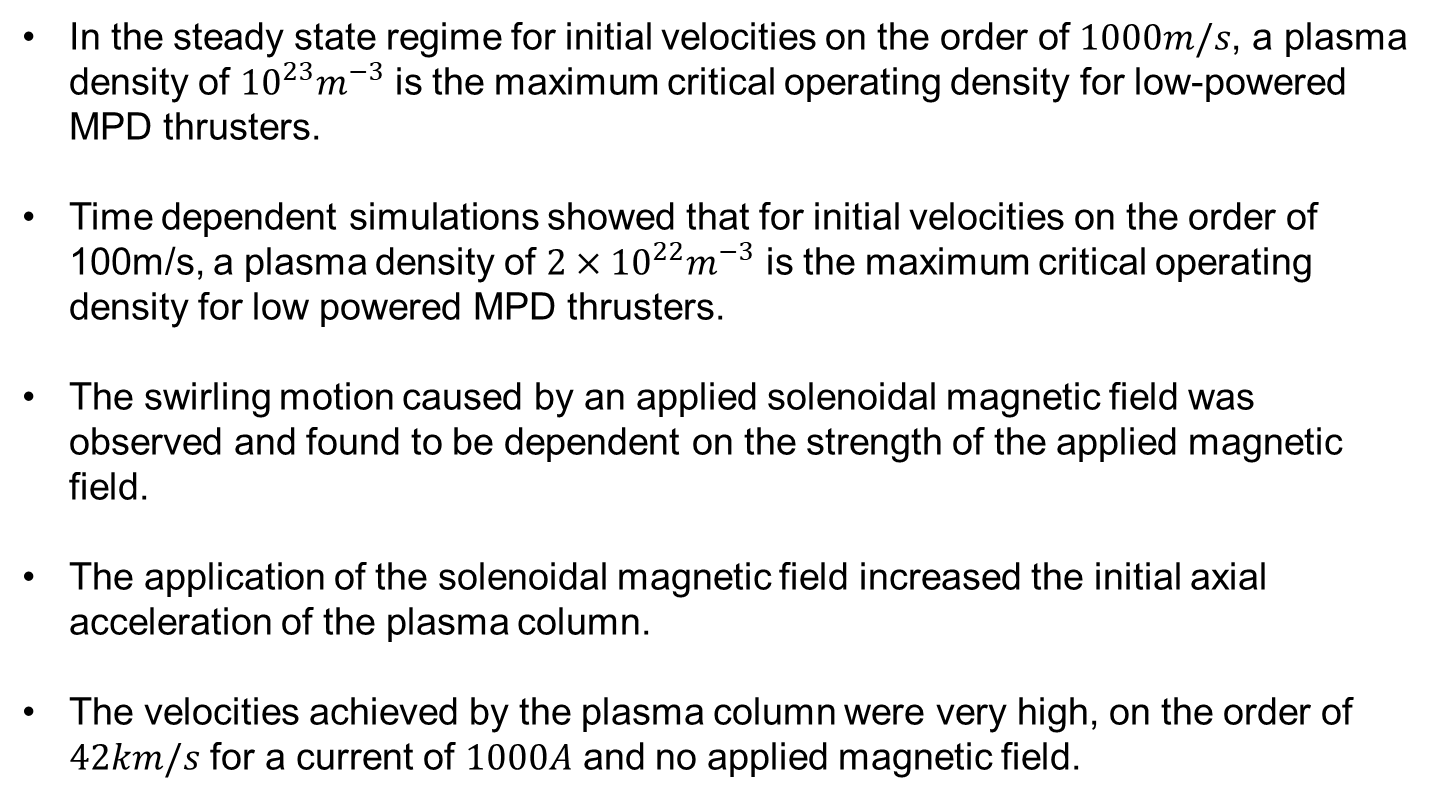 • In the steady state regime for initial velocities on the order of 1000m/s, a plasma
density of 10²³m⁻³ is the maximum critical operating density for low-powered
MPD thrusters.
• Time dependent simulations showed that for initial velocities on the order of
100m/s, a plasma density of 2 × 10²²m⁻³ is the maximum critical operating
density for low powered MPD thrusters.
• The swirling motion caused by an applied solenoidal magnetic field was
observed and found to be dependent on the strength of the applied magnetic
field.
• The application of the solenoidal magnetic field increased the initial axial
acceleration of the plasma column.
• The velocities achieved by the plasma column were very high, on the order of
42km/s for a current of 1000A and no applied magnetic field.